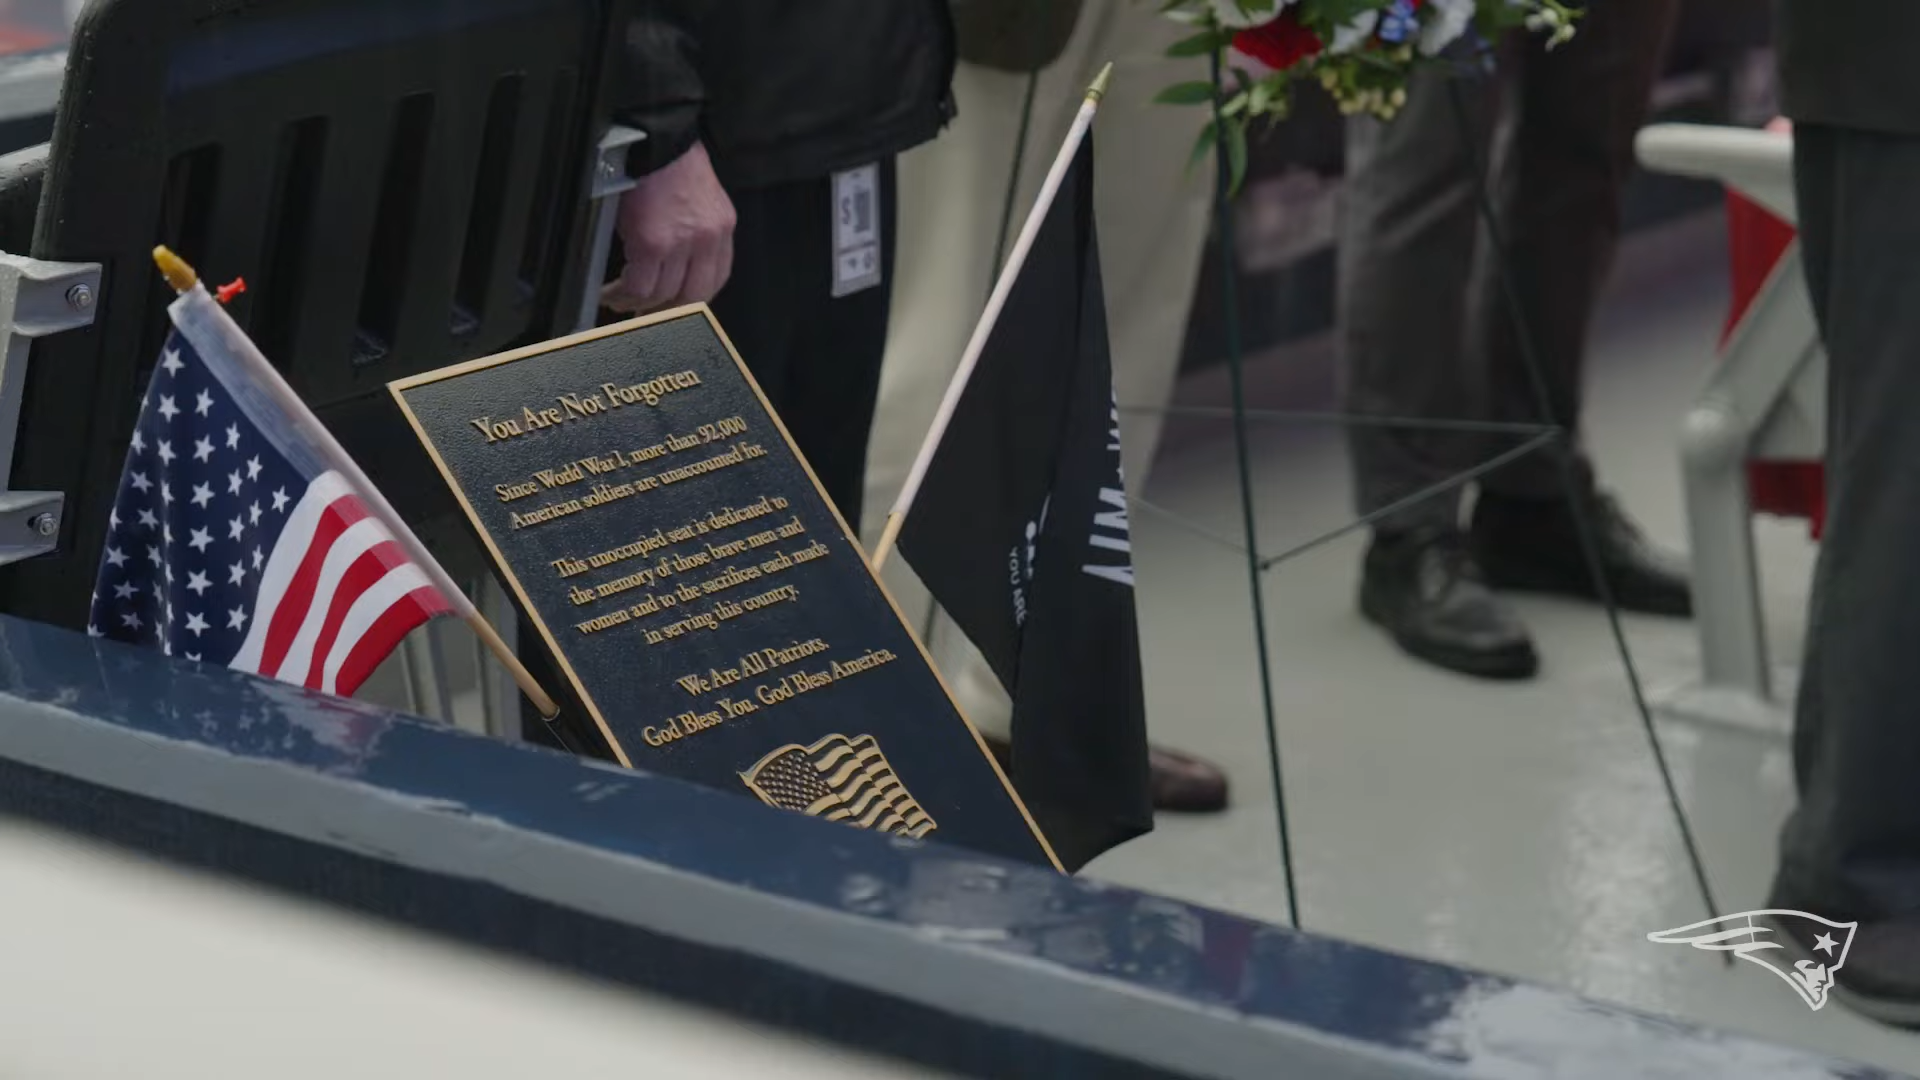 You Are Not Forgotten
Since World War I, more than 92,000
American soldiers are unaccounted for.
This unoccupied seat is dedicated to
the memory of those brave men and
women and to the sacrifices each made
in serving this country.
We Are All Patriots.
God Bless You. God Bless America.
YOU ARE